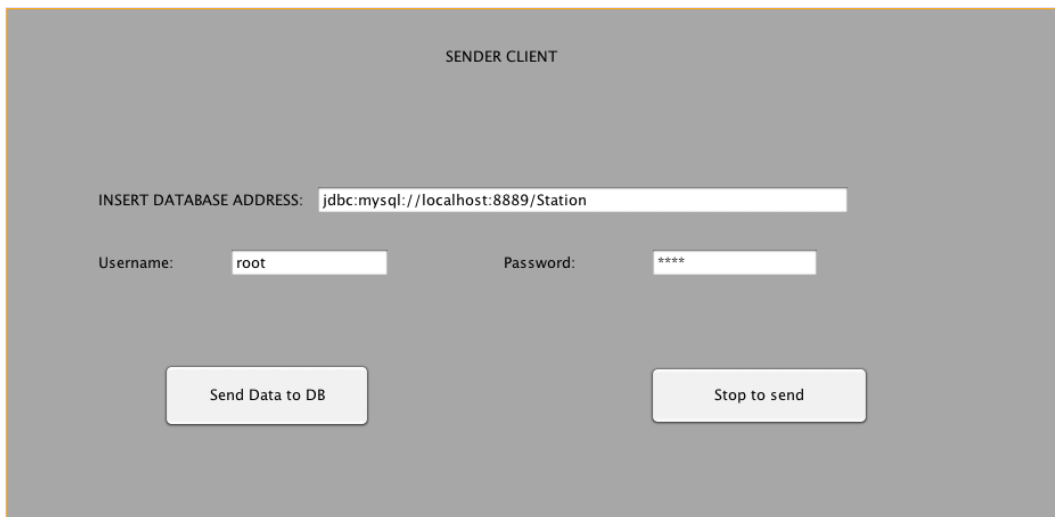 SENDER CLIENT
INSERT DATABASE ADDRESS: jdbc:mysql://localhost:8889/Station
Username: root Password: ****
Send Data to DB Stop to send